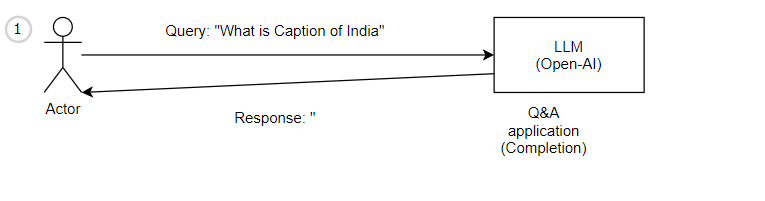 1
Query: "What is Caption of India"
LLM
(Open-AI)
Actor
Response: "
Q&A
application
(Completion)